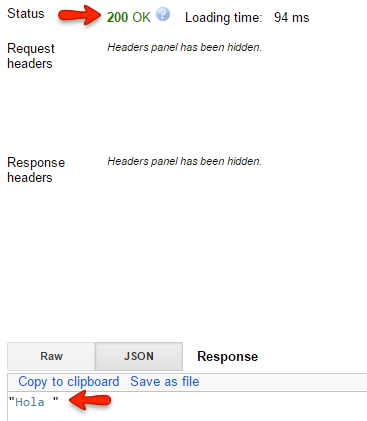 Status 200 OK ? Loading time: 94 ms
Request headers Headers panel has been hidden.
Response headers Headers panel has been hidden.
Raw JSON Response
Copy to clipboard Save as file
"Hola "